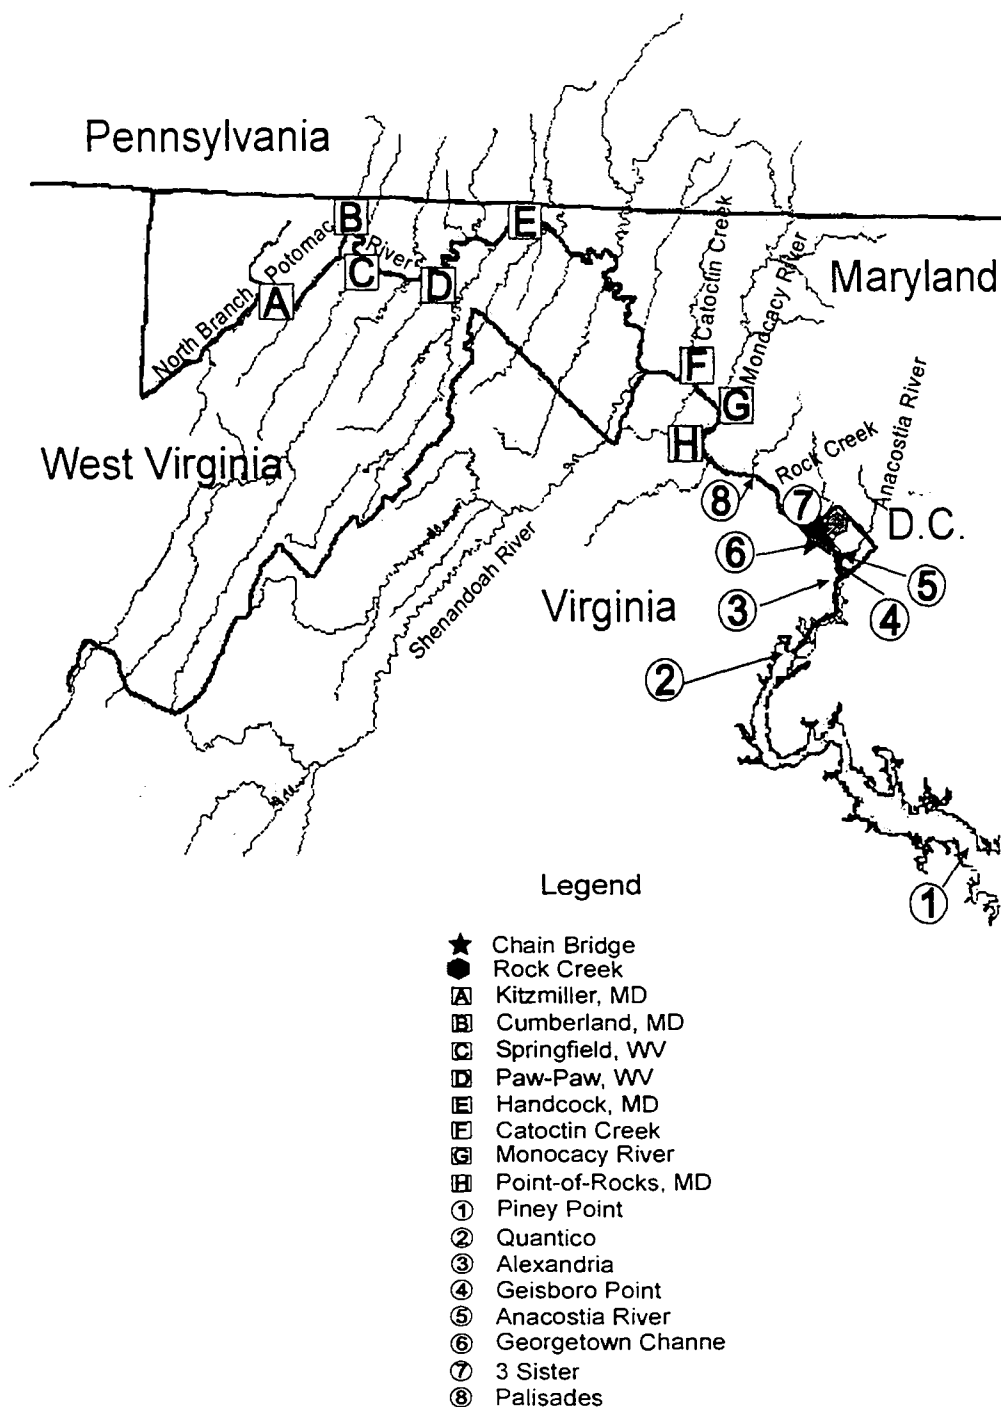 Pennsylvania
Maryland
West Virginia
Virginia
D.C.
North Branch Potomac River
Catoctin Creek
Monocacy River
Rock Creek
Anacostia River
Shenandoah River
B
E
C
A
D
F
G
H
8
7
6
5
3
4
2
1
Legend
Chain Bridge
Rock Creek
A Kitzmiller, MD
B Cumberland, MD
C Springfield, WV
D Paw-Paw, WV
E Handcock, MD
F Catoctin Creek
G Monocacy River
H Point-of-Rocks, MD
1 Piney Point
2 Quantico
3 Alexandria
4 Geisboro Point
5 Anacostia River
6 Georgetown Channe
7 3 Sister
8 Palisades